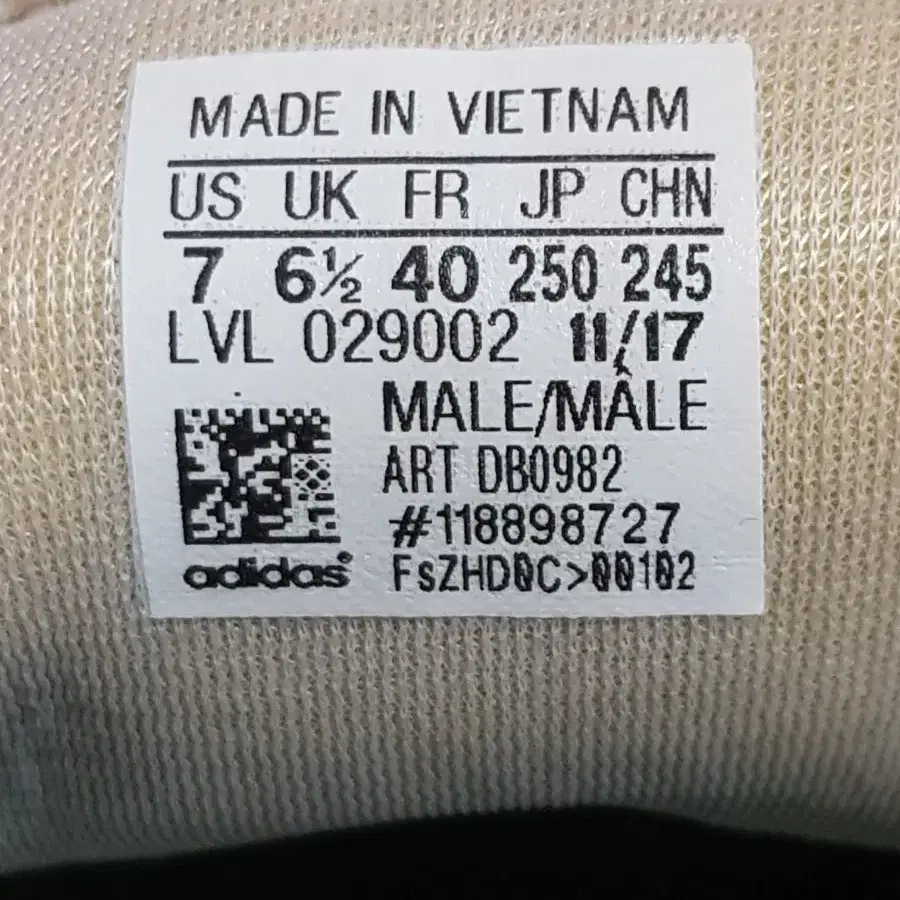 MADE IN VIETNAM
US UK FR JP CHN
7 6½ 40 250 245
LVL 029002 11/17
MALE/MÂLE
ART DB0982
#118898727
adidas® FsZHD0C>00102